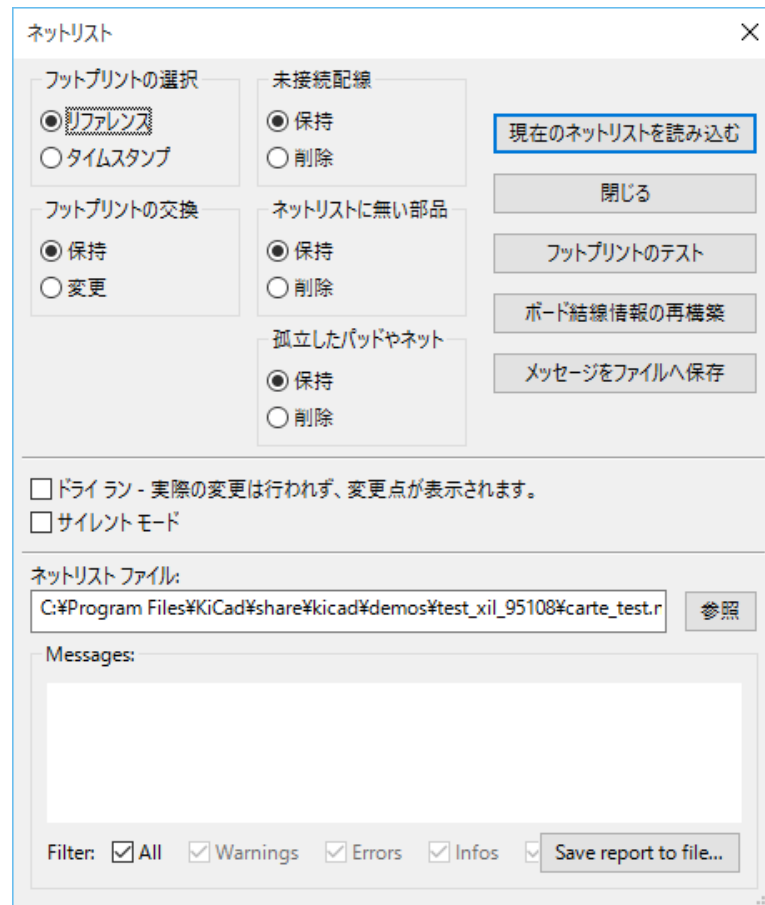 ネットリスト
フットプリントの選択
リファレンス
タイムスタンプ
未接続配線
保持
削除
現在のネットリストを読み込む
閉じる
フットプリントの交換
保持
変更
ネットリストに無い部品
保持
削除
フットプリントのテスト
ボード結線情報の再構築
孤立したパッドやネット
保持
削除
メッセージをファイルへ保存
ドライ ラン - 実際の変更は行われず、変更点が表示されます。
サイレント モード
ネットリスト ファイル:
C:¥Program Files¥KiCad¥share¥kicad¥demos¥test_xil_95108¥carte_test.r 参照
Messages:
Filter: All Warnings Errors Infos Save report to file...